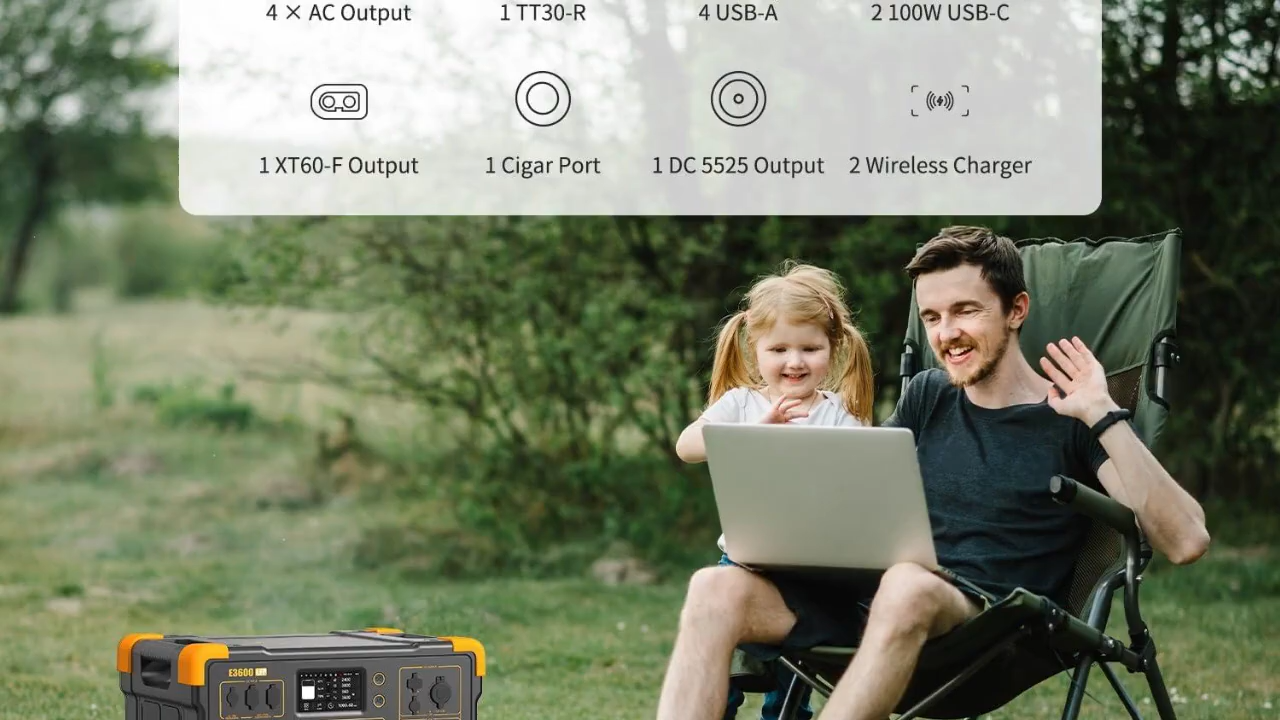 4 × AC Output
1 TT30-R
4 USB-A
2 100W USB-C
1 XT60-F Output
1 Cigar Port
1 DC 5525 Output
2 Wireless Charger
E3600 LFP